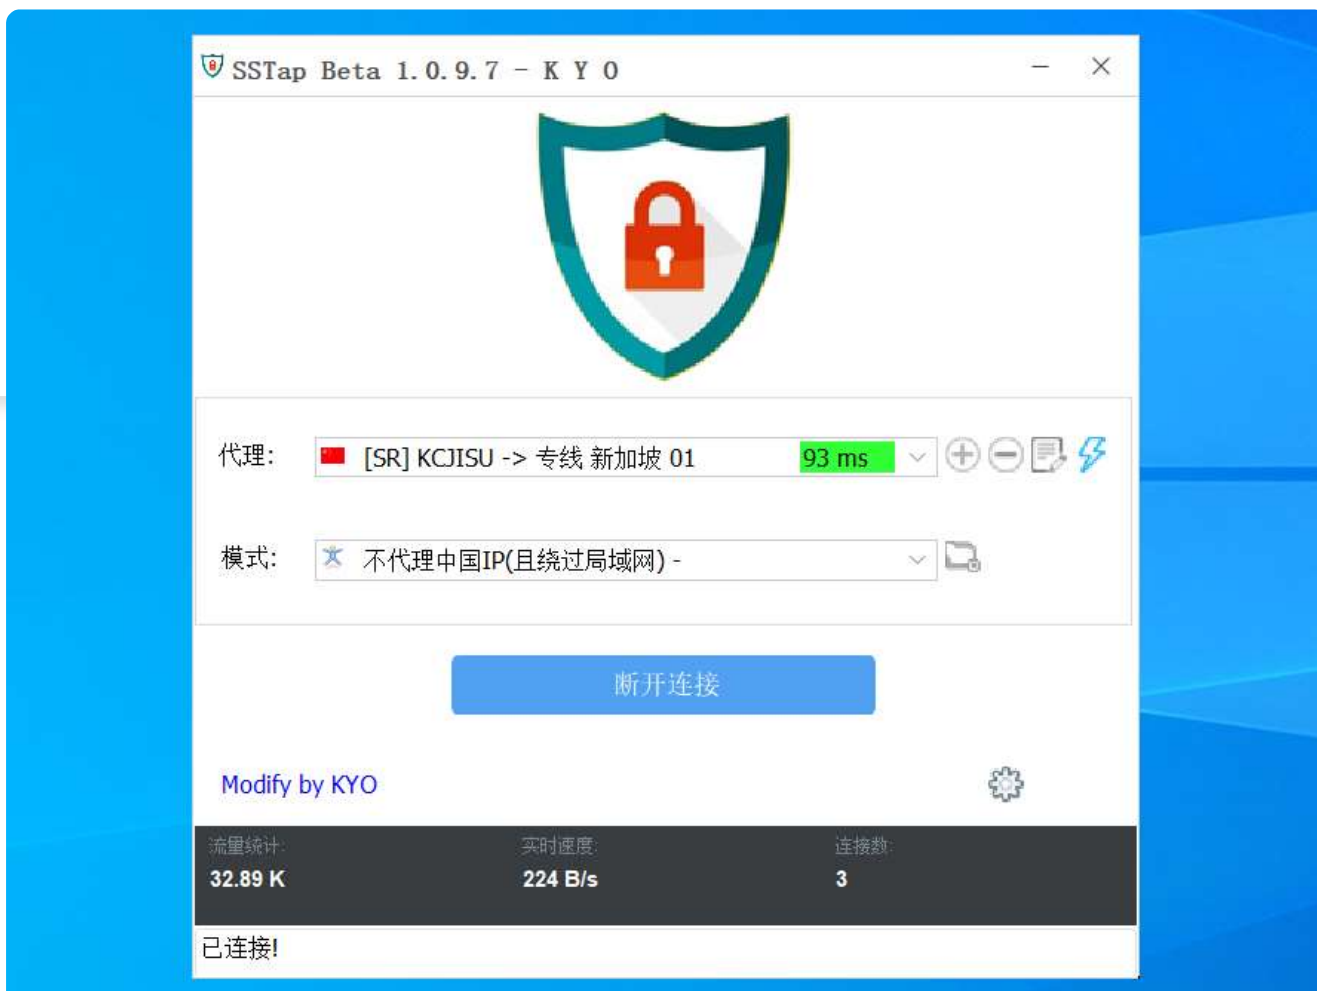 SSTap Beta 1.0.9.7 - K Y O
代理: [SR] KCJISU -> 专线 新加坡 01 93 ms
模式: 不代理中国IP(且绕过局域网) -
断开连接
Modify by KYO
流量统计: 实时速度: 连接数:
32.89 K 224 B/s 3
已连接!